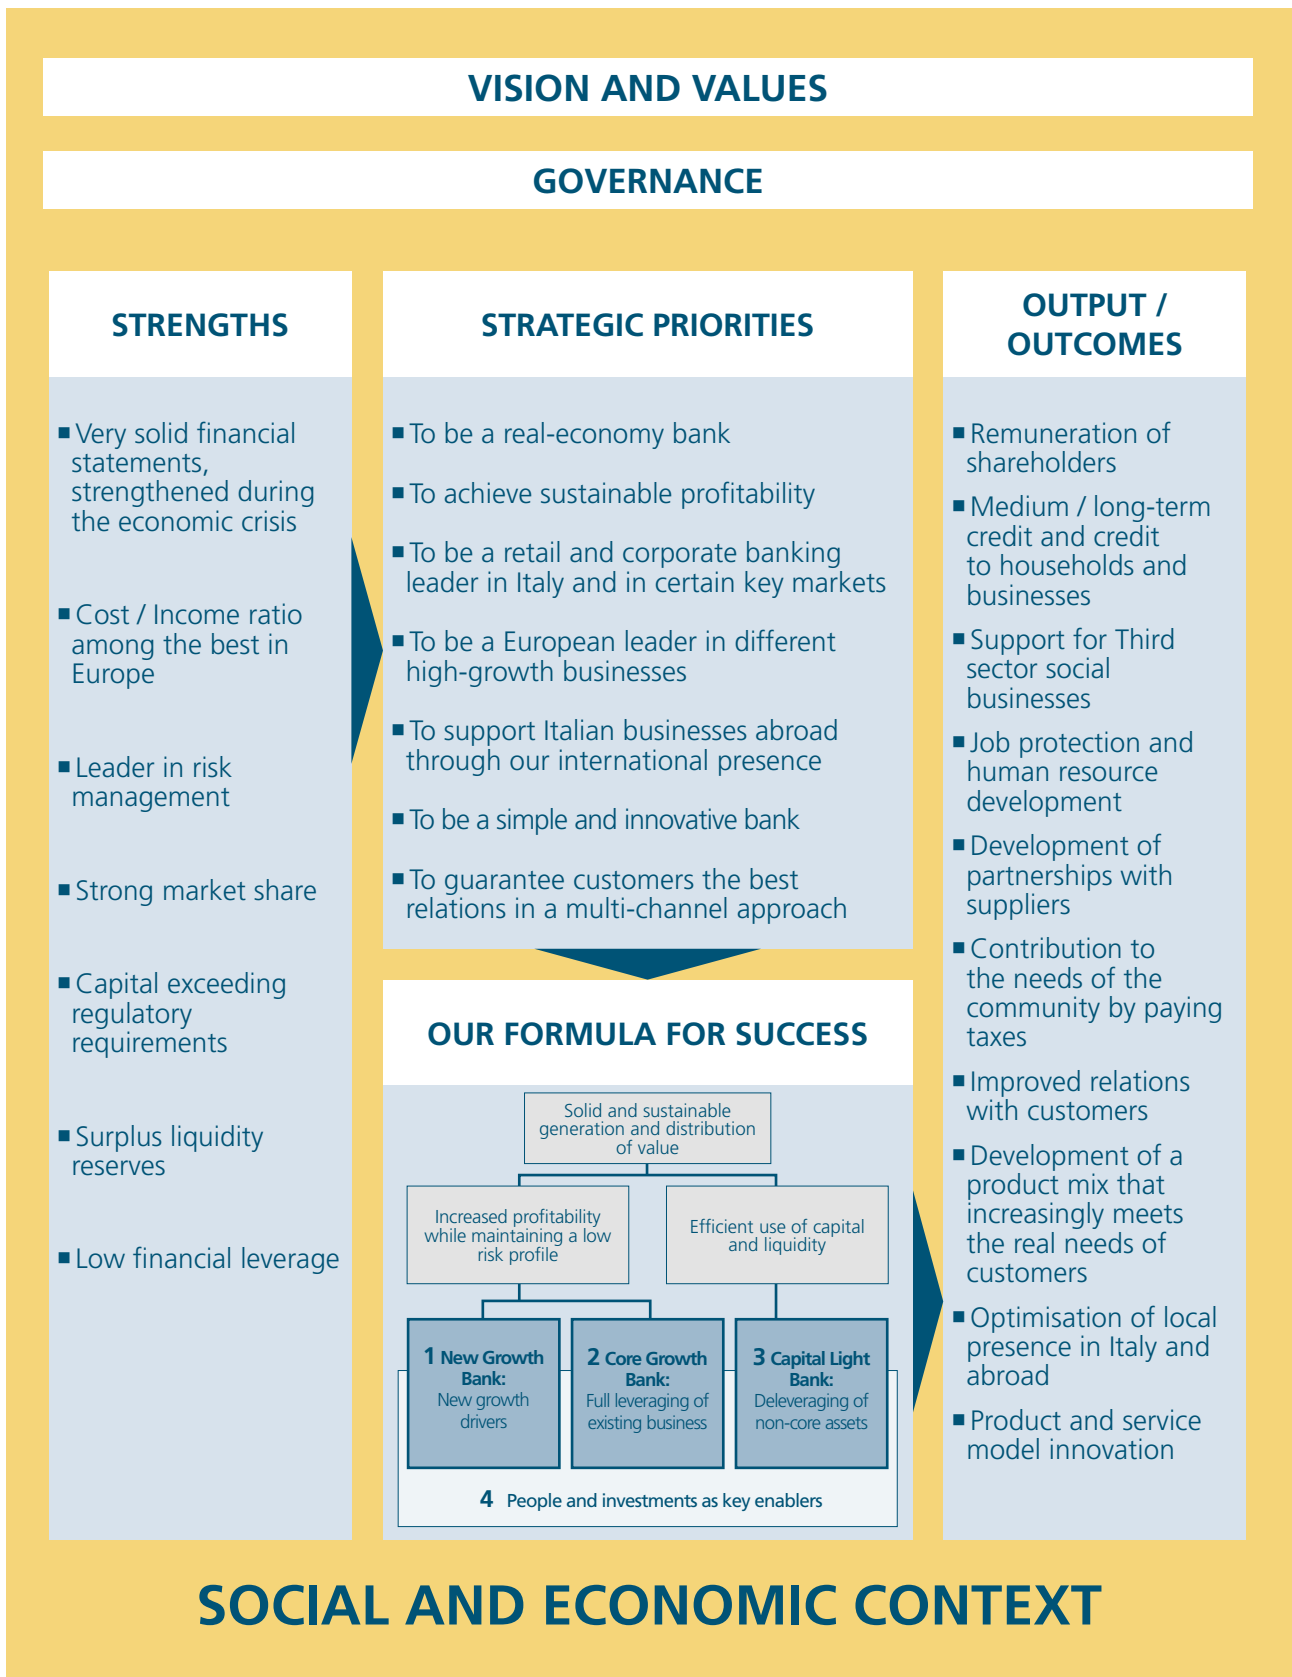 VISION AND VALUES
GOVERNANCE
STRENGTHS
■ Very solid financial
statements,
strengthened during
the economic crisis
■ Cost / Income ratio
among the best in
Europe
■ Leader in risk
management
■ Strong market share
■ Capital exceeding
regulatory
requirements
■ Surplus liquidity
reserves
■ Low financial leverage
STRATEGIC PRIORITIES
■ To be a real-economy bank
■ To achieve sustainable profitability
■ To be a retail and corporate banking
leader in Italy and in certain key markets
■ To be a European leader in different
high-growth businesses
■ To support Italian businesses abroad
through our international presence
■ To be a simple and innovative bank
■ To guarantee customers the best
relations in a multi-channel approach
OUR FORMULA FOR SUCCESS
Solid and sustainable
generation and distribution
of value
Increased profitability
while maintaining a low
risk profile
Efficient use of capital
and liquidity
1 New Growth
Bank:
New growth
drivers
2 Core Growth
Bank:
Full leveraging of
existing business
3 Capital Light
Bank:
Deleveraging of
non-core assets
4 People and investments as key enablers
OUTPUT /
OUTCOMES
■ Remuneration of
shareholders
■ Medium / long-term
credit and credit
to households and
businesses
■ Support for Third
sector social
businesses
■ Job protection and
human resource
development
■ Development of
partnerships with
suppliers
■ Contribution to
the needs of the
community by paying
taxes
■ Improved relations
with customers
■ Development of a
product mix that
increasingly meets
the real needs of
customers
■ Optimisation of local
presence in Italy and
abroad
■ Product and service
model innovation
SOCIAL AND ECONOMIC CONTEXT